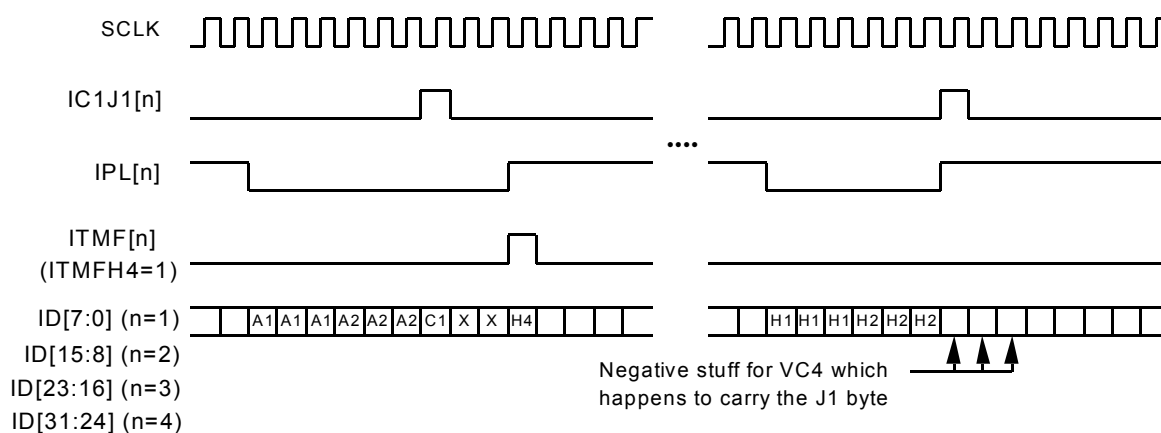 SCLK
IC1J1[n]
....
IPL[n]
ITMF[n]
(ITMFH4=1)
ID[7:0] (n=1) A1 A1 A1 A2 A2 A2 C1 X X H4 H1 H1 H1 H2 H2 H2
ID[15:8] (n=2)
ID[23:16] (n=3)
ID[31:24] (n=4)
Negative stuff for VC4 which
happens to carry the J1 byte